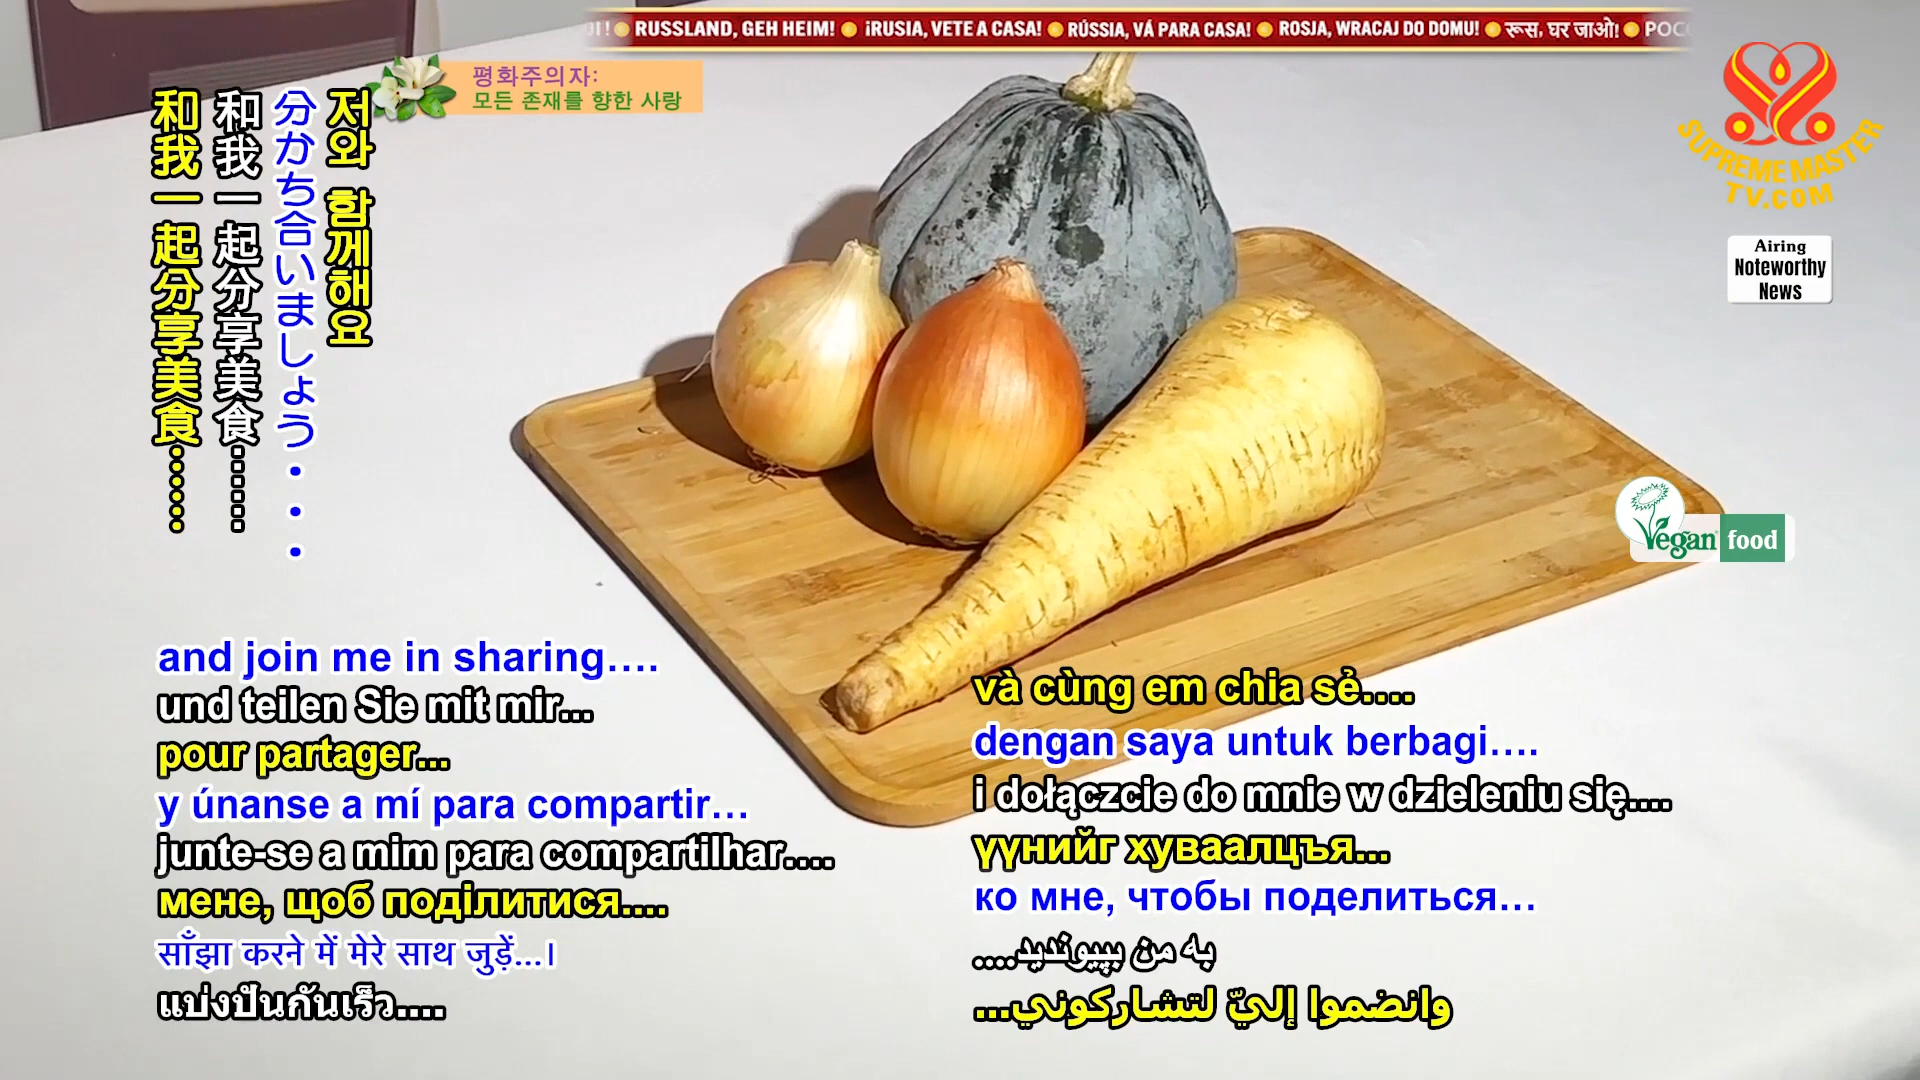 RUSSLAND, GEH HEIM! ¡RUSIA, VETE A CASA! RÚSSIA, VÁ PARA CASA! ROSJA, WRACAJ DO DOMU! रूस, घर जाओ!
평화주의자:
모든 존재를 향한 사랑
SUPREME MASTER
TV.COM
Airing
Noteworthy
News
저와 함께해요
分かち合いましょう・・・
和我一起分享美食……
和我一起分享美食……
Vegan food
and join me in sharing….
und teilen Sie mit mir...
pour partager...
y únanse a mí para compartir…
junte-se a mim para compartilhar….
мене, щоб поділитися....
साँझा करने में मेरे साथ जुड़ें...।
แบ่งปันกันเร็ว....
và cùng em chia sẻ….
dengan saya untuk berbagi….
i dołączcie do mnie w dzieleniu się....
үүнийг хуваалцъя...
ко мне, чтобы поделиться…
به من بپیوندید....
وانضموا إليّ لتشاركوني...